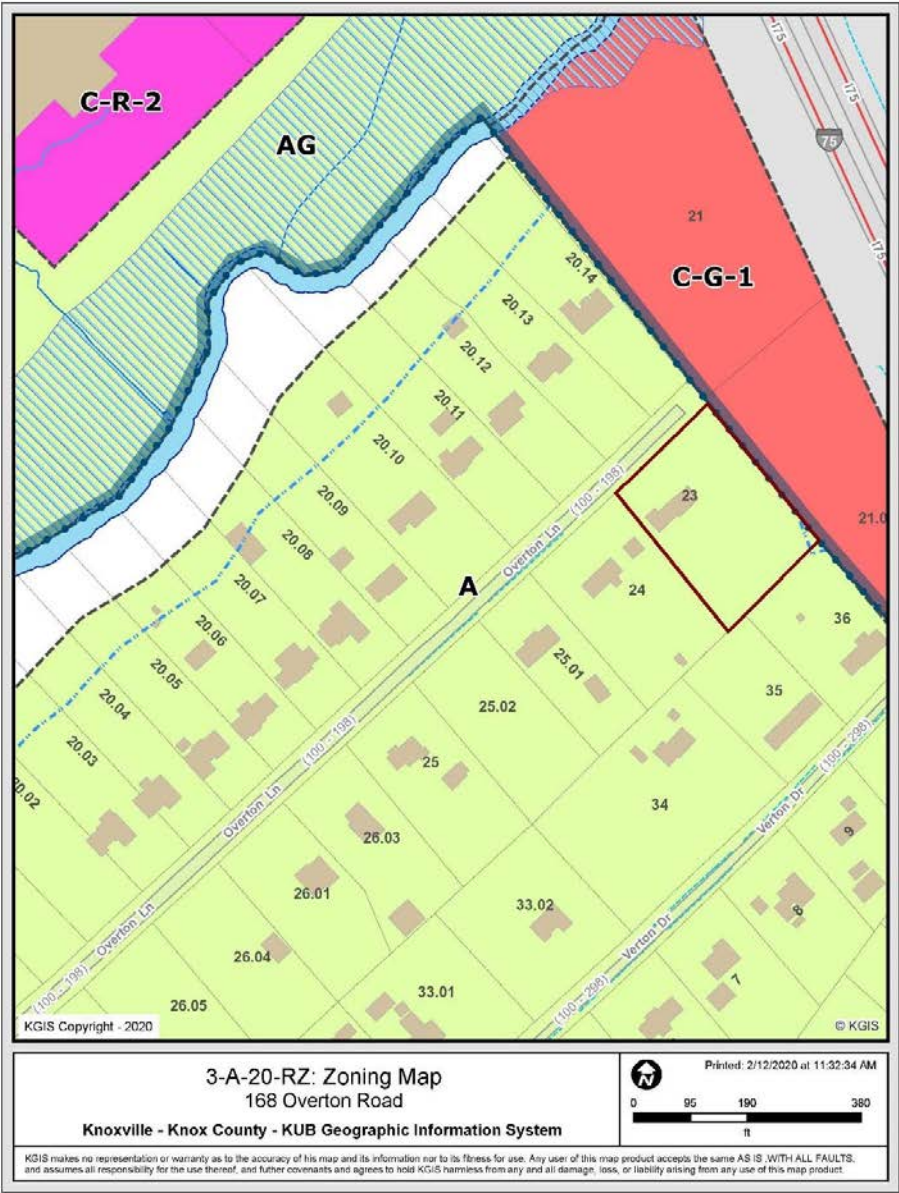 C-R-2
AG
I75
I75
75
I75
21
C-G-1
20.14
20.13
20.12
20.11
20.10
20.09
20.08
20.07
20.06
20.05
20.04
20.03
Overton Ln (100 - 198)
23
21.0
A
24
36
25.01
35
25.02
(100 - 298)
(100 - 198)
25
34
Verton Dr
Overton Ln
26.03
9
26.01
33.02
8
Overton Ln
Verton Dr
26.04
7
(100 - 198)
26.05
33.01
(100 - 298)
KGIS Copyright - 2020
© KGIS
3-A-20-RZ: Zoning Map
168 Overton Road
Knoxville - Knox County - KUB Geographic Information System
N
Printed: 2/12/2020 at 11:32:34 AM
0 95 190 380
ft
KGIS makes no representation or warranty as to the accuracy of his map and its information nor to its fitness for use. Any user of this map product accepts the same AS IS ,WITH ALL FAULTS,
and assumes all responsibility for the use thereof, and futher covenants and agrees to hold KGIS harmless from any and all damage, loss, or liability arising from any use of this map product.